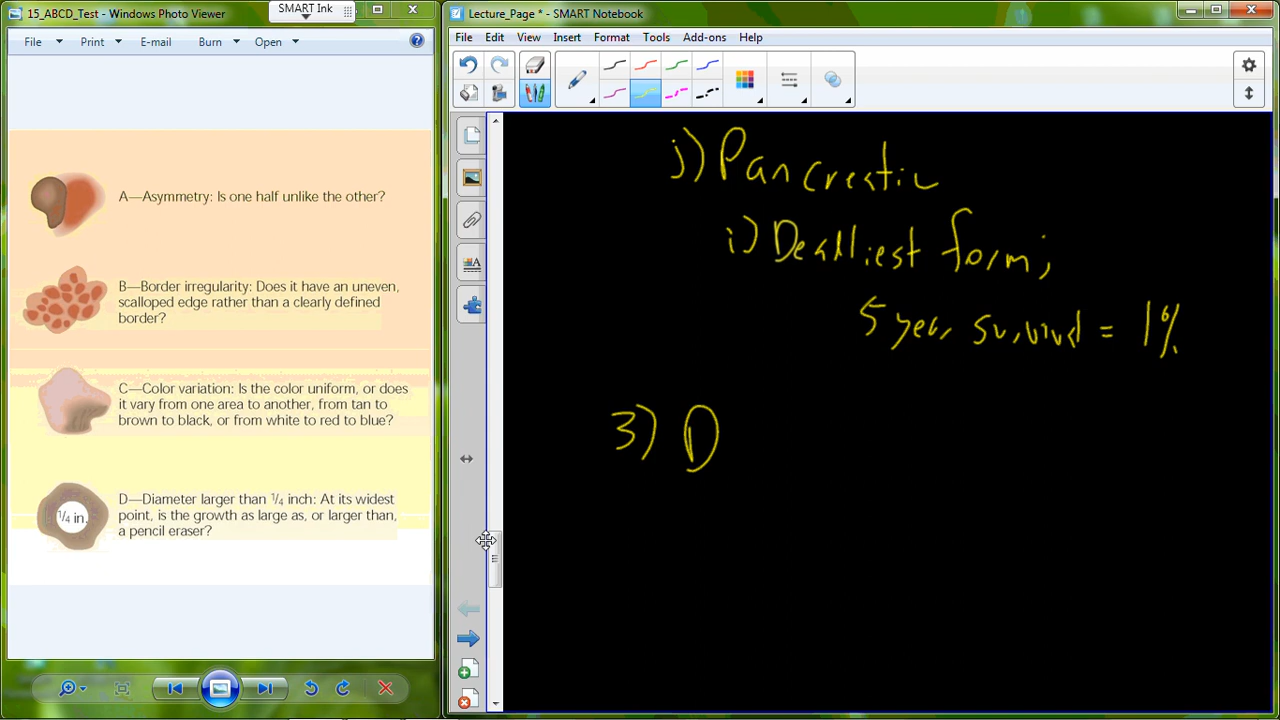 15_ABCD_Test - Windows Photo Viewer
SMART Ink
File Print E-mail Burn Open
A—Asymmetry: Is one half unlike the other?
B—Border irregularity: Does it have an uneven,
scalloped edge rather than a clearly defined
border?
C—Color variation: Is the color uniform, or does
it vary from one area to another, from tan to
brown to black, or from white to red to blue?
1/4 in.
D—Diameter larger than 1/4 inch: At its widest
point, is the growth as large as, or larger than,
a pencil eraser?
Lecture_Page * - SMART Notebook
File Edit View Insert Format Tools Add-ons Help
j) Pancreatic
i) Deadliest form;
5 year survival = 1%
3) D